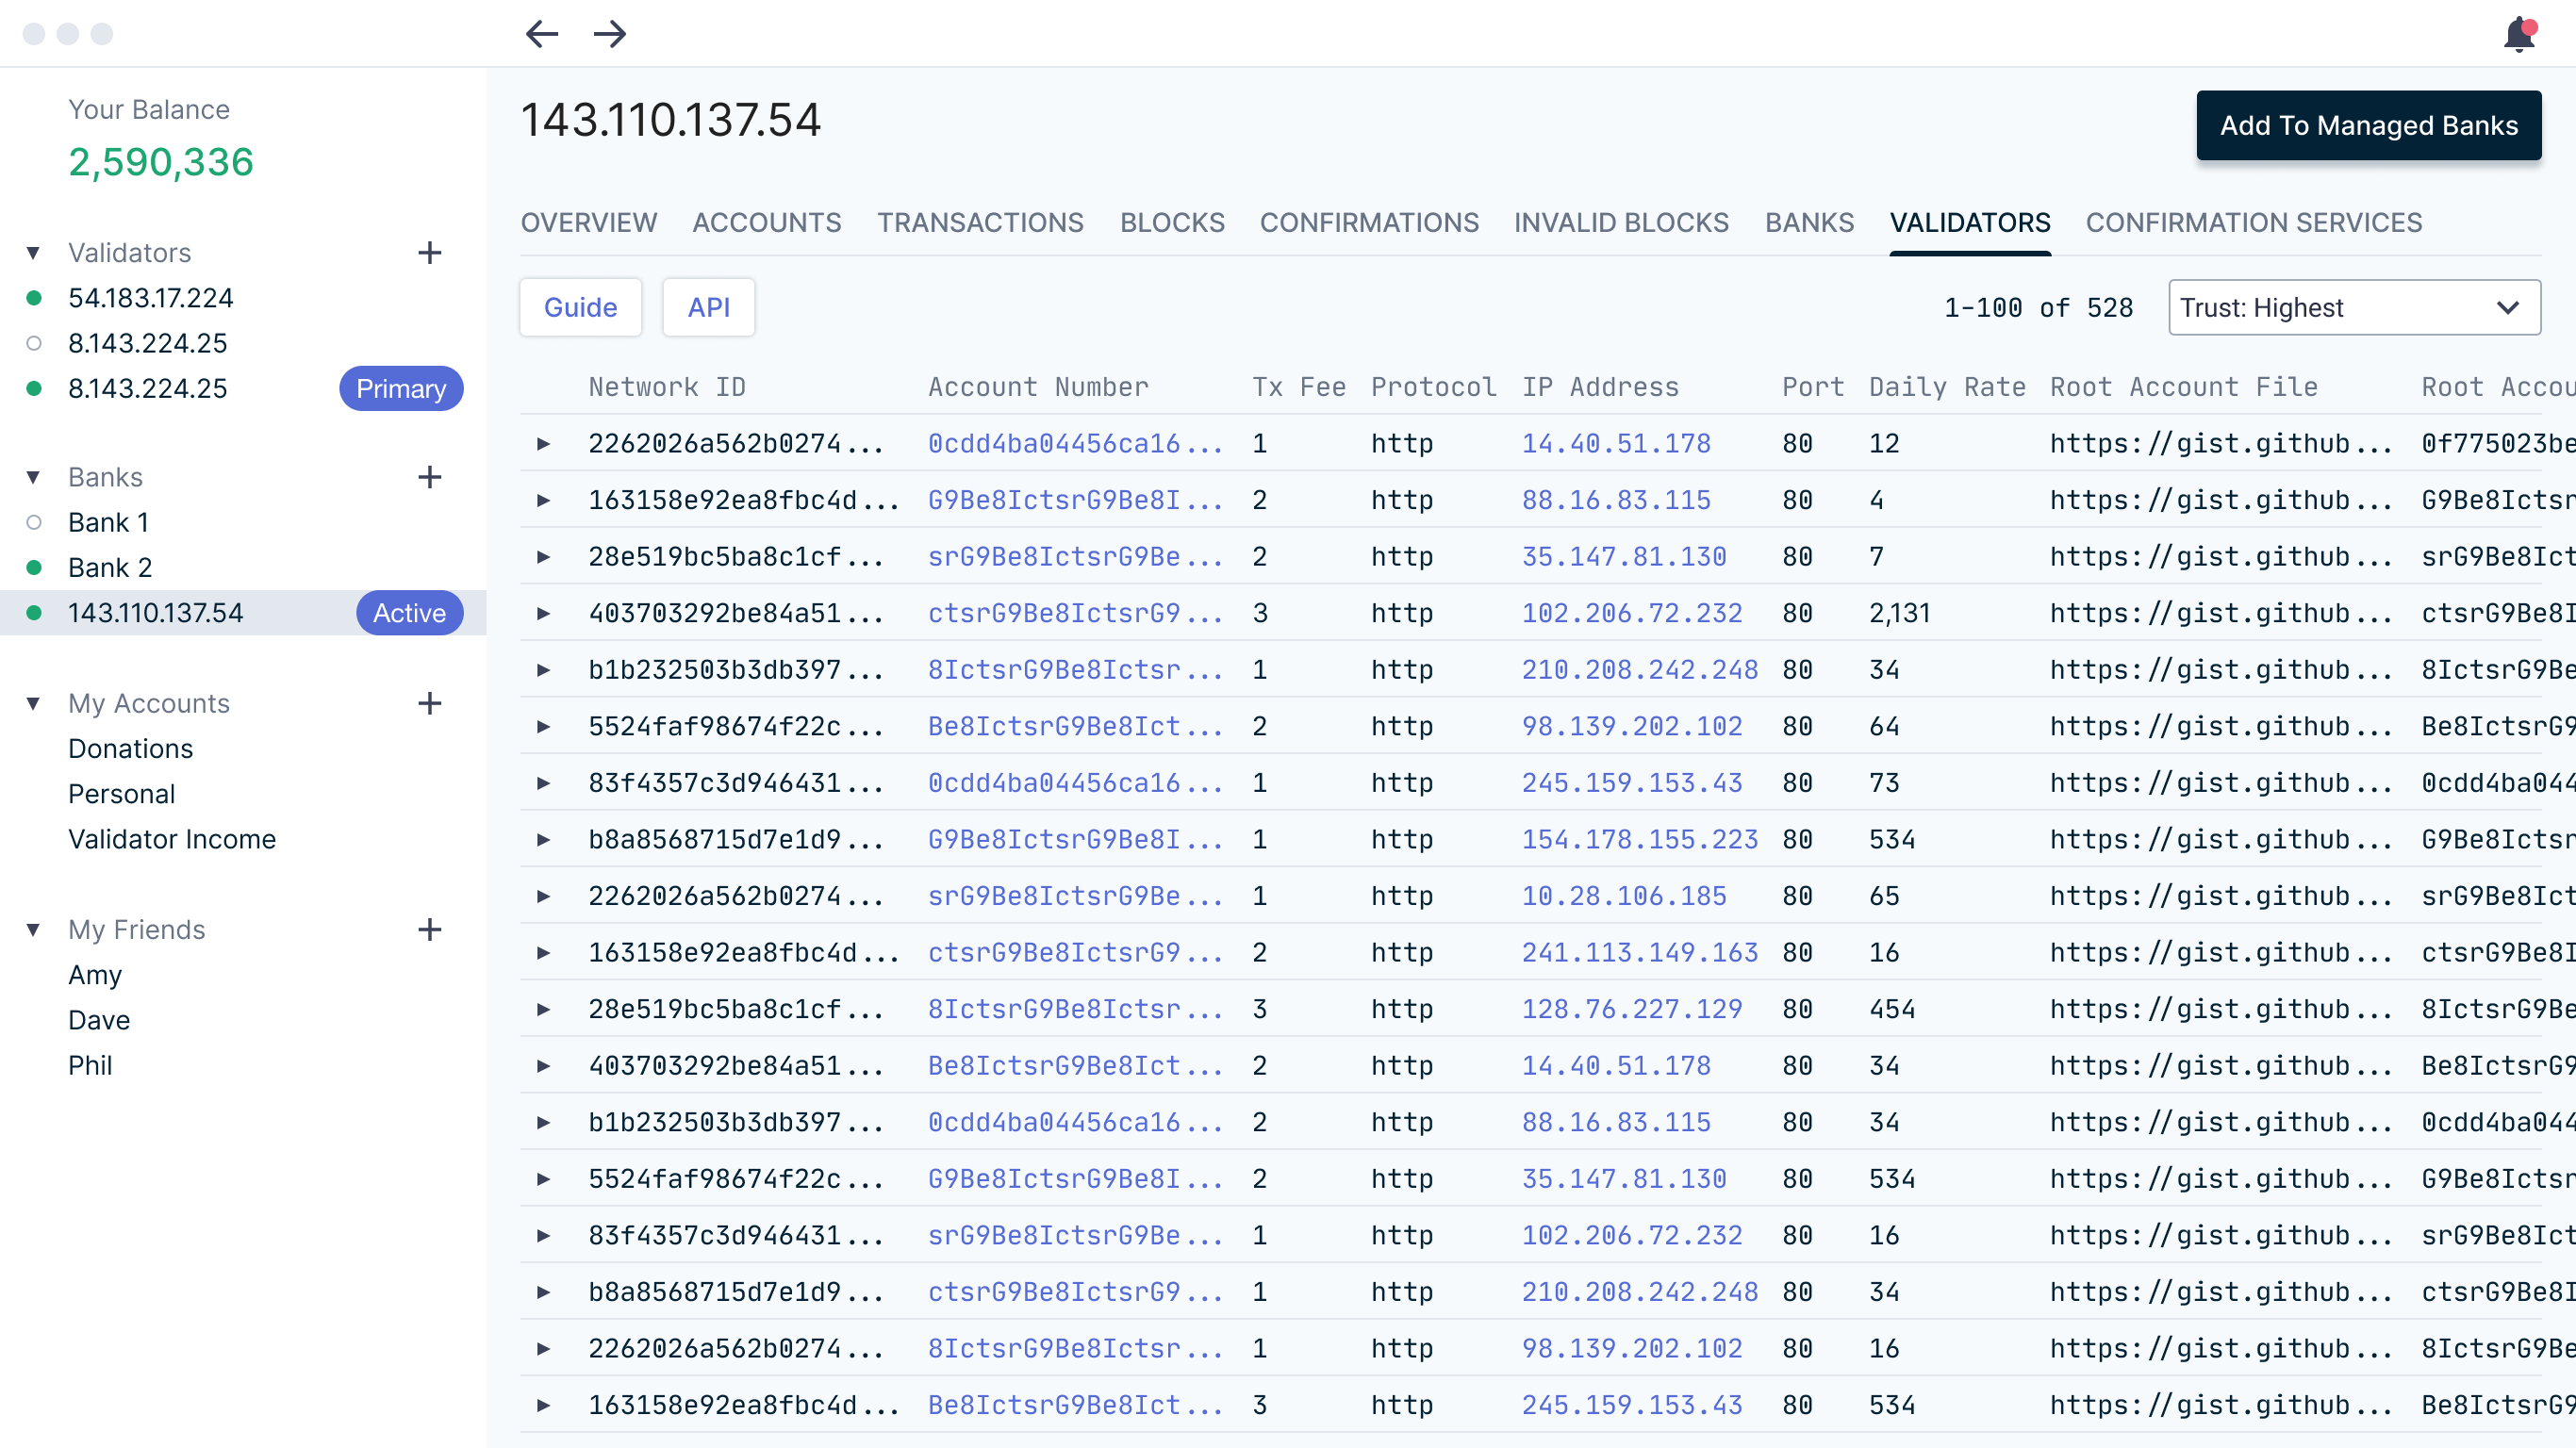 Your Balance
2,590,336
Validators
54.183.17.224
8.143.224.25
8.143.224.25 Primary
Banks
Bank 1
Bank 2
143.110.137.54 Active
My Accounts
Donations
Personal
Validator Income
My Friends
Amy
Dave
Phil
143.110.137.54
Add To Managed Banks
OVERVIEW ACCOUNTS TRANSACTIONS BLOCKS CONFIRMATIONS INVALID BLOCKS BANKS VALIDATORS CONFIRMATION SERVICES
Guide API 1-100 of 528 Trust: Highest
Network ID Account Number Tx Fee Protocol IP Address Port Daily Rate Root Account File Root Accou
2262026a562b0274... 0cdd4ba04456ca16... 1 http 14.40.51.178 80 12 https://gist.github... 0f775023be
163158e92ea8fbc4d... G9Be8IctsrG9Be8I... 2 http 88.16.83.115 80 4 https://gist.github... G9Be8Ictsr
28e519bc5ba8c1cf... srG9Be8IctsrG9Be... 2 http 35.147.81.130 80 7 https://gist.github... srG9Be8Ict
403703292be84a51... ctsrG9Be8IctsrG9... 3 http 102.206.72.232 80 2,131 https://gist.github... ctsrG9Be8I
b1b232503b3db397... 8IctsrG9Be8Ictsr... 1 http 210.208.242.248 80 34 https://gist.github... 8IctsrG9Be
5524faf98674f22c... Be8IctsrG9Be8Ict... 2 http 98.139.202.102 80 64 https://gist.github... Be8IctsrG9
83f4357c3d946431... 0cdd4ba04456ca16... 1 http 245.159.153.43 80 73 https://gist.github... 0cdd4ba044
b8a8568715d7e1d9... G9Be8IctsrG9Be8I... 1 http 154.178.155.223 80 534 https://gist.github... G9Be8Ictsr
2262026a562b0274... srG9Be8IctsrG9Be... 1 http 10.28.106.185 80 65 https://gist.github... srG9Be8Ict
163158e92ea8fbc4d... ctsrG9Be8IctsrG9... 2 http 241.113.149.163 80 16 https://gist.github... ctsrG9Be8I
28e519bc5ba8c1cf... 8IctsrG9Be8Ictsr... 3 http 128.76.227.129 80 454 https://gist.github... 8IctsrG9Be
403703292be84a51... Be8IctsrG9Be8Ict... 2 http 14.40.51.178 80 34 https://gist.github... Be8IctsrG9
b1b232503b3db397... 0cdd4ba04456ca16... 2 http 88.16.83.115 80 34 https://gist.github... 0cdd4ba044
5524faf98674f22c... G9Be8IctsrG9Be8I... 2 http 35.147.81.130 80 534 https://gist.github... G9Be8Ictsr
83f4357c3d946431... srG9Be8IctsrG9Be... 1 http 102.206.72.232 80 16 https://gist.github... srG9Be8Ict
b8a8568715d7e1d9... ctsrG9Be8IctsrG9... 1 http 210.208.242.248 80 34 https://gist.github... ctsrG9Be8I
2262026a562b0274... 8IctsrG9Be8Ictsr... 1 http 98.139.202.102 80 16 https://gist.github... 8IctsrG9Be
163158e92ea8fbc4d... Be8IctsrG9Be8Ict... 3 http 245.159.153.43 80 534 https://gist.github... Be8IctsrG9